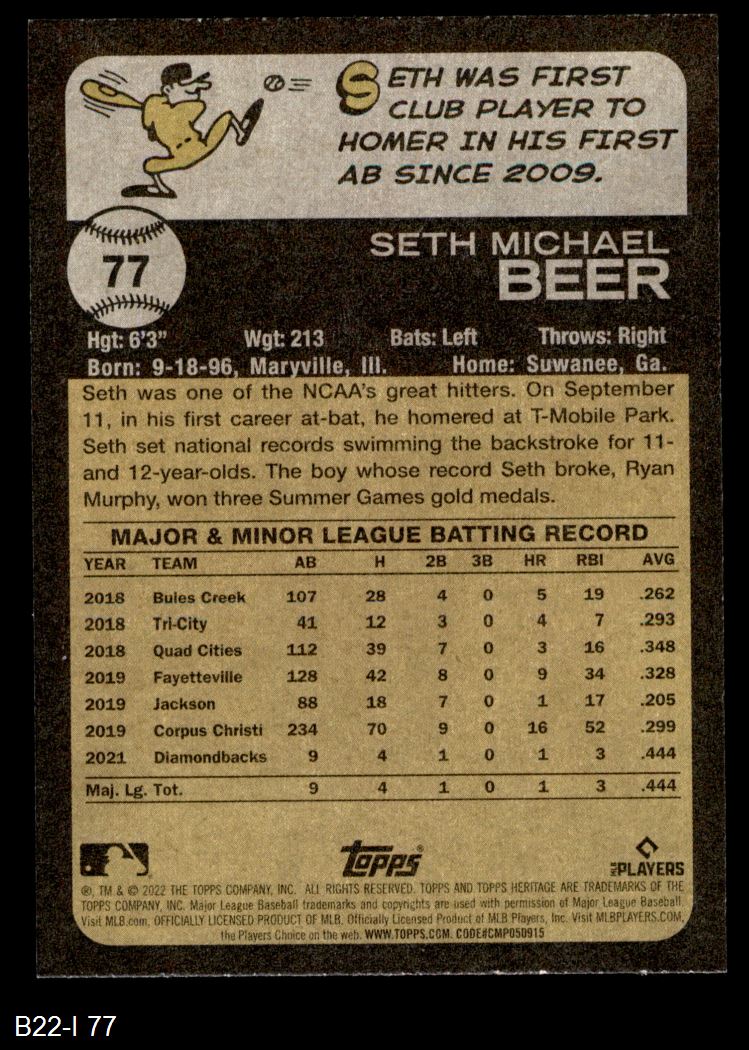 SETH WAS FIRST
CLUB PLAYER TO
HOMER IN HIS FIRST
AB SINCE 2009.
77
SETH MICHAEL
BEER
Hgt: 6'3" Wgt: 213 Bats: Left Throws: Right
Born: 9-18-96, Maryville, Ill. Home: Suwanee, Ga.
Seth was one of the NCAA's great hitters. On September
11, in his first career at-bat, he homered at T-Mobile Park.
Seth set national records swimming the backstroke for 11-
and 12-year-olds. The boy whose record Seth broke, Ryan
Murphy, won three Summer Games gold medals.
MAJOR & MINOR LEAGUE BATTING RECORD
YEAR TEAM AB H 2B 3B HR RBI AVG
2018 Buies Creek 107 28 4 0 5 19 .262
2018 Tri-City 41 12 3 0 4 7 .293
2018 Quad Cities 112 39 7 0 3 16 .348
2019 Fayetteville 128 42 8 0 9 34 .328
2019 Jackson 88 18 7 0 1 17 .205
2019 Corpus Christi 234 70 9 0 16 52 .299
2021 Diamondbacks 9 4 1 0 1 3 .444
Maj. Lg. Tot. 9 4 1 0 1 3 .444
Topps® MLB PLAYERS
®, TM & © 2022 THE TOPPS COMPANY, INC. ALL RIGHTS RESERVED. TOPPS AND TOPPS HERITAGE ARE TRADEMARKS OF THE
TOPPS COMPANY, INC. Major League Baseball trademarks and copyrights are used with permission of Major League Baseball.
Visit MLB.com. OFFICIALLY LICENSED PRODUCT OF MLB. Officially Licensed Product of MLB Players, Inc. Visit MLBPLAYERS.COM,
the Players Choice on the web. WWW.TOPPS.COM. CODE#CMP050915
B22-I 77